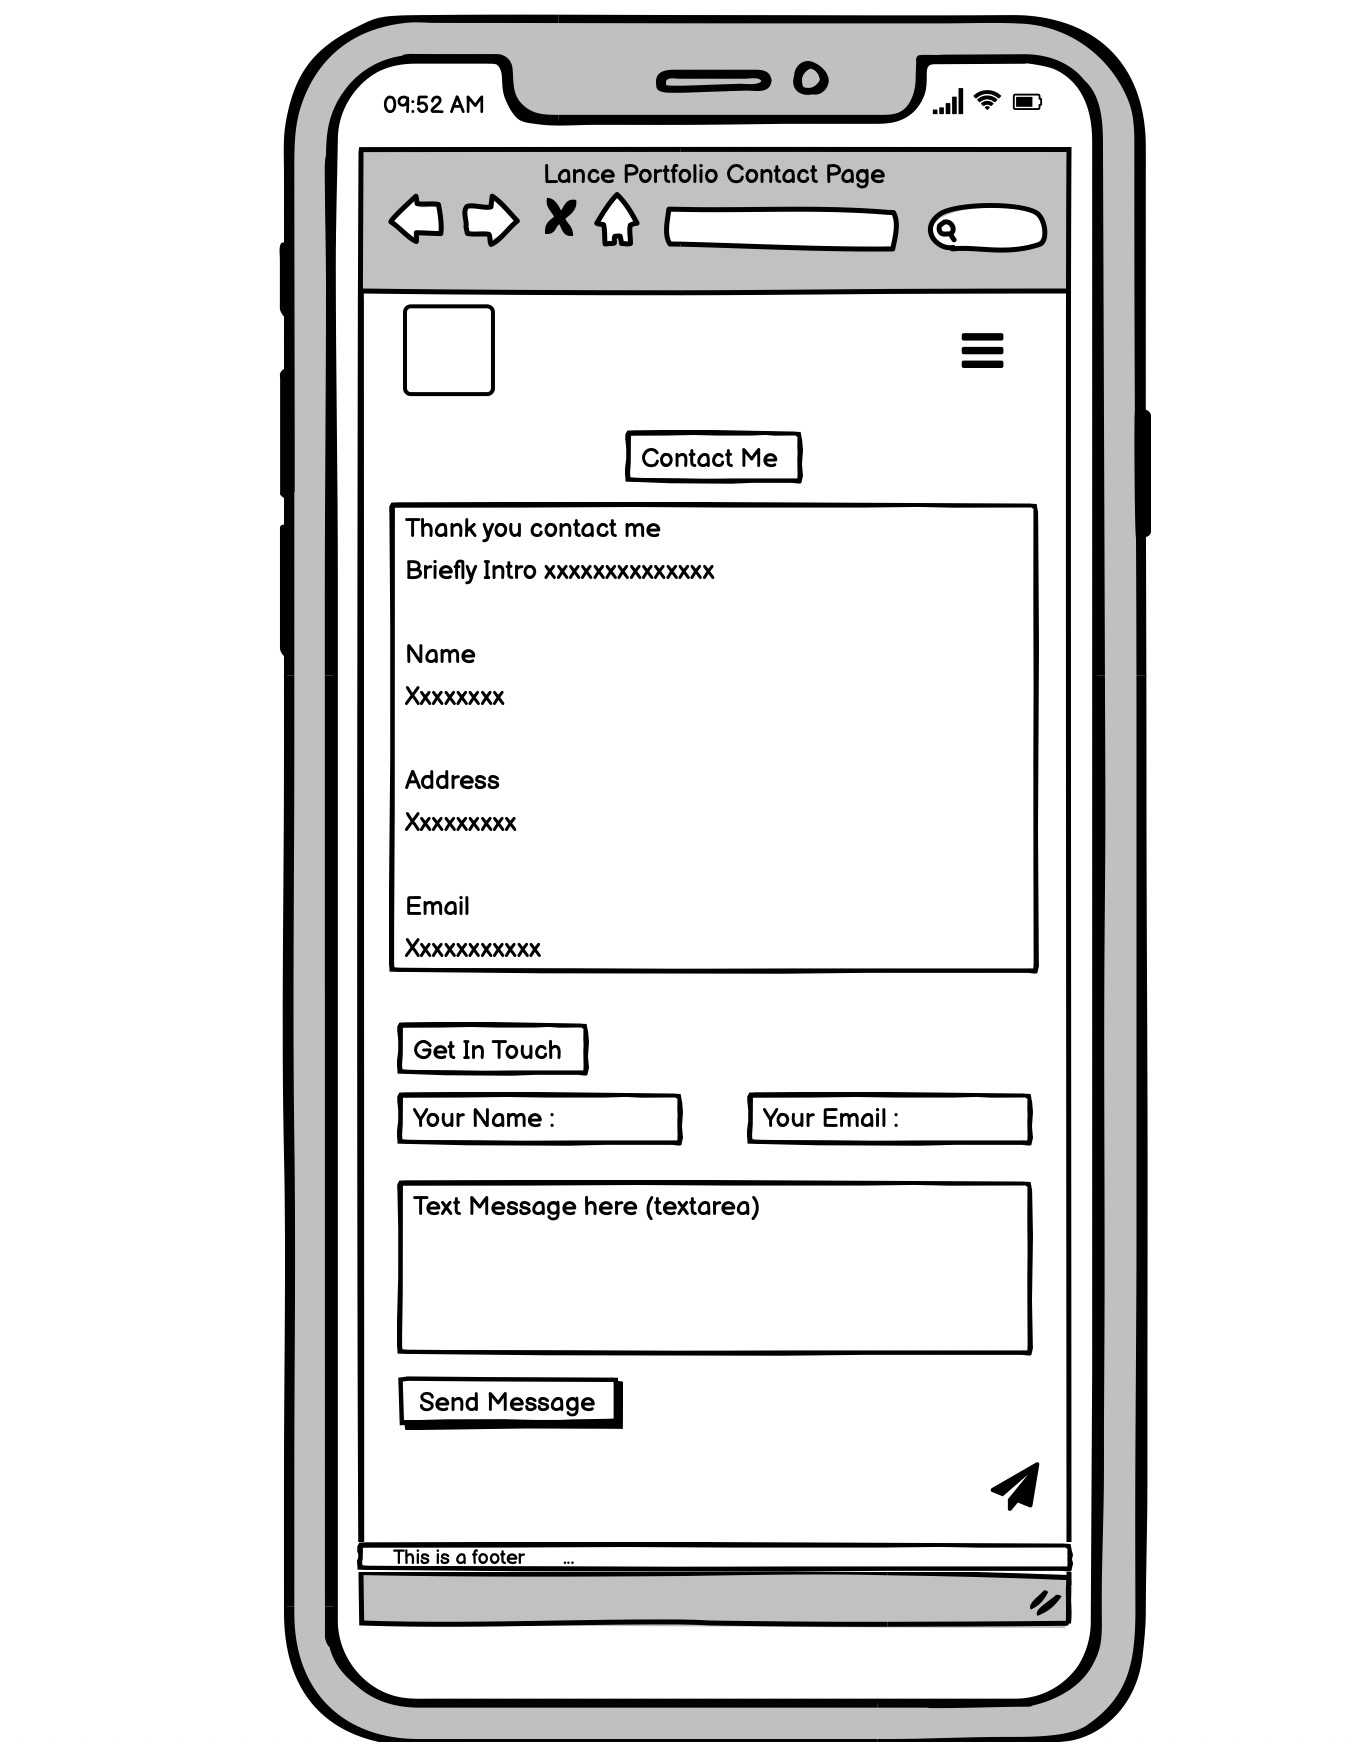 09:52 AM
Lance Portfolio Contact Page
Contact Me
Thank you contact me
Briefly Intro xxxxxxxxxxxxxx
Name
Xxxxxxxx
Address
Xxxxxxxxx
Email
Xxxxxxxxxxx
Get In Touch
Your Name :
Your Email :
Text Message here (textarea)
Send Message
This is a footer ...